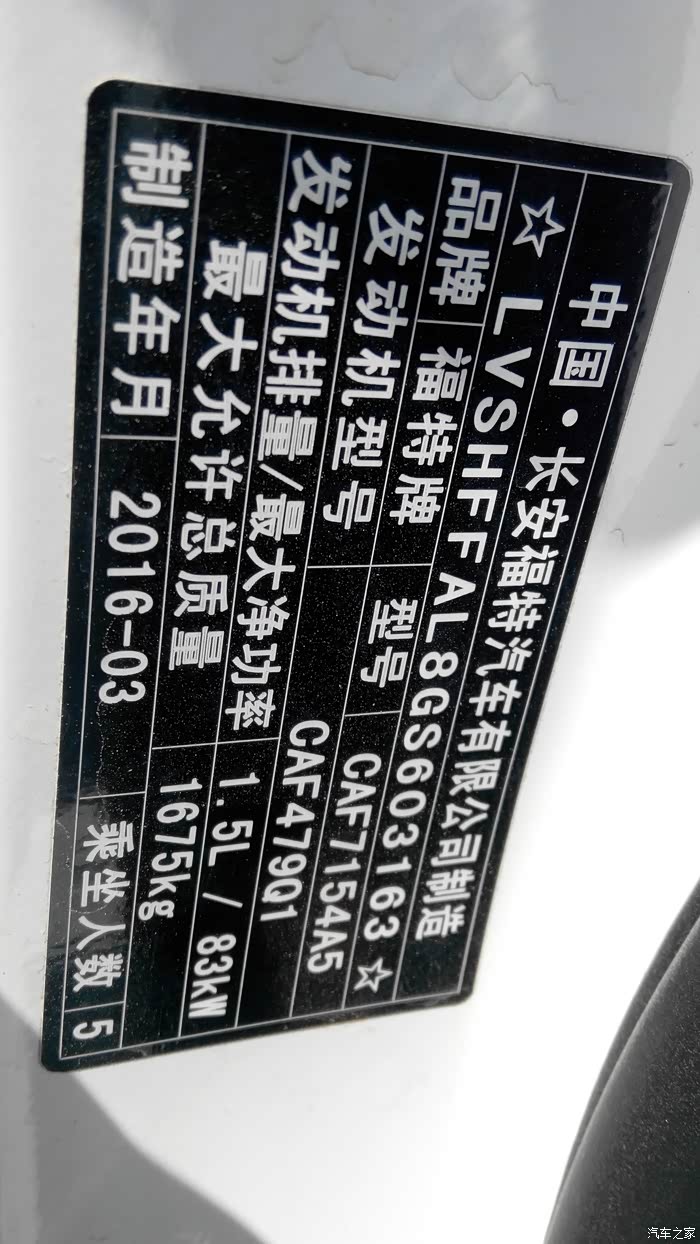 中国·长安福特汽车有限公司制造
☆ LVSHFFAL8GS603163 ☆
品牌 福特牌 型号 CAF7154A5
发动机型号 CAF479Q1
发动机排量/最大净功率 1.5L / 83kW
最大允许总质量 1675kg
制造年月 2016-03 乘坐人数 5
汽车之家